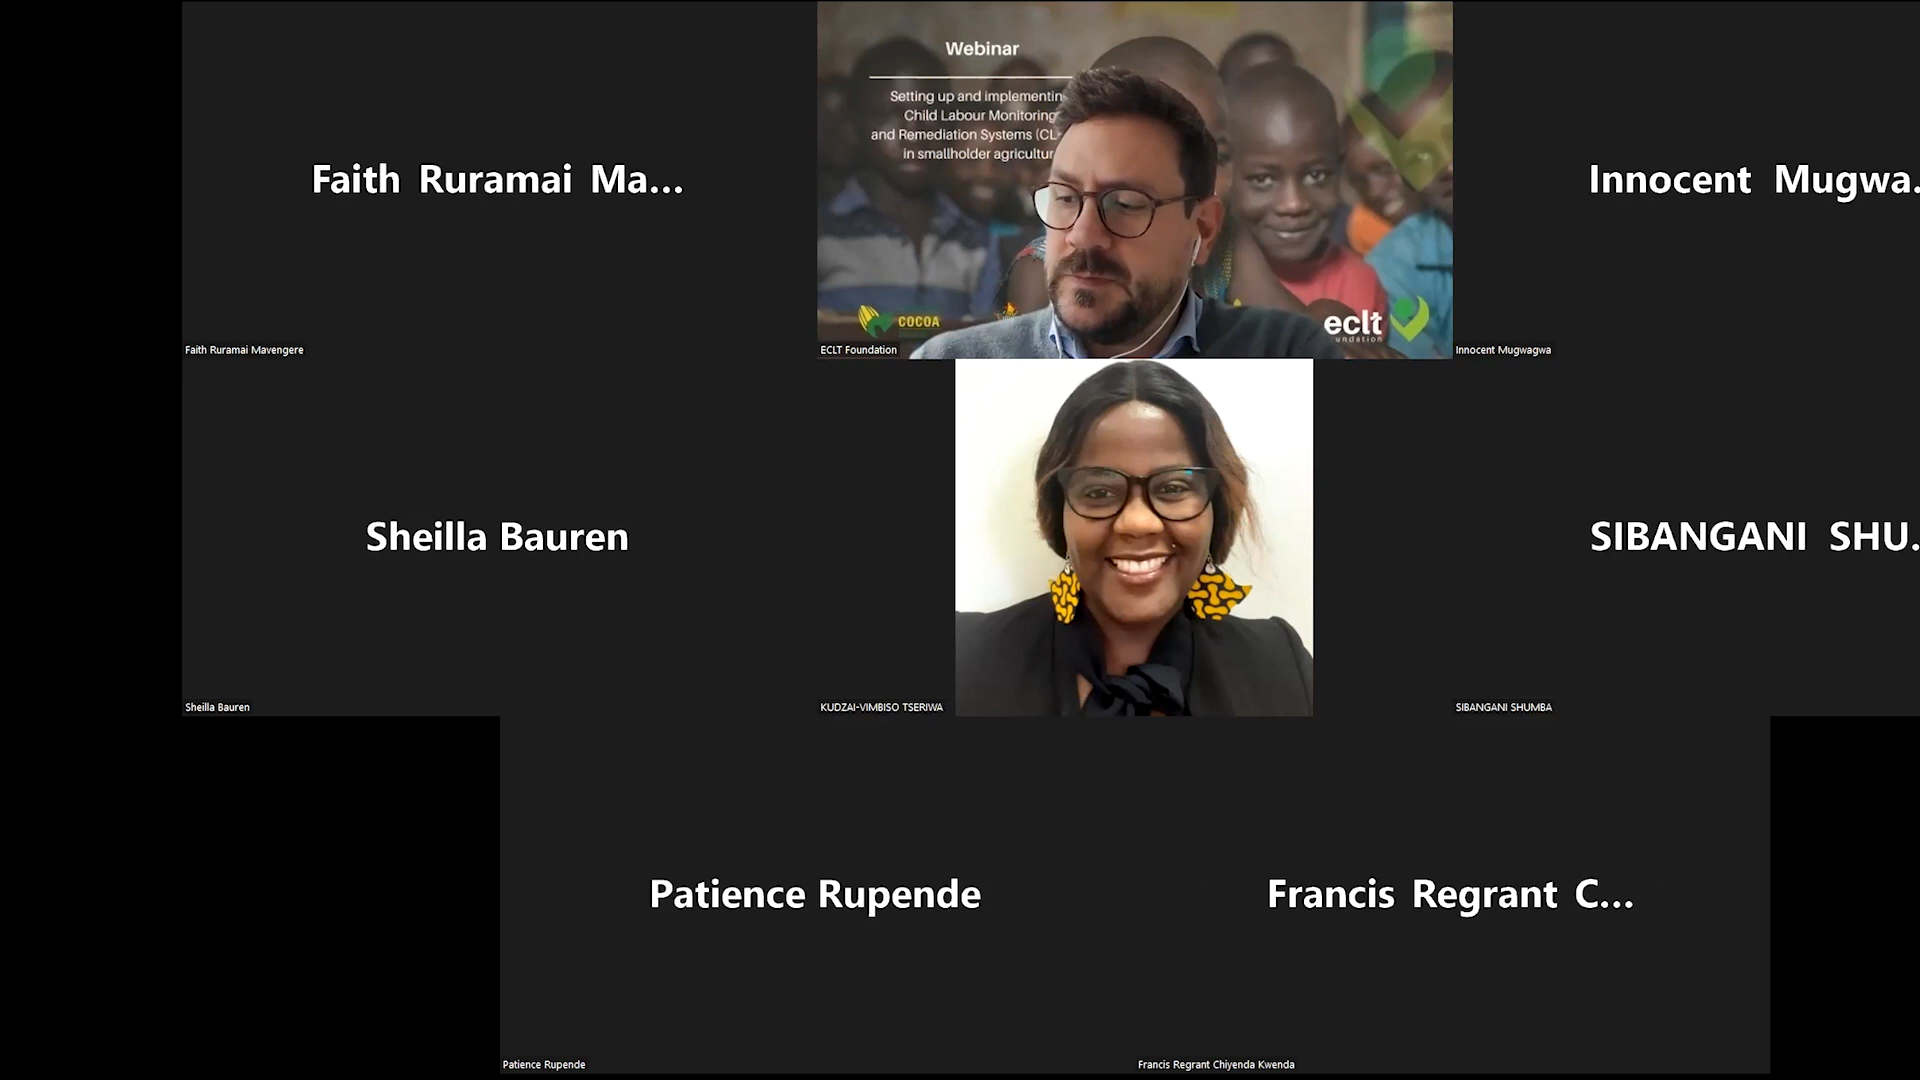 Faith Ruramai Ma...
Faith Ruramai Mavengere
Webinar
Setting up and implementin
Child Labour Monitoring
and Remediation Systems (CL
in smallholder agricultur
COCOA
eclt
undation
ECLT Foundation
Innocent Mugwa.
Innocent Mugwagwa
Sheilla Bauren
Sheilla Bauren
KUDZAI-VIMBISO TSERIWA
SIBANGANI SHU.
SIBANGANI SHUMBA
Patience Rupende
Patience Rupende
Francis Regrant C...
Francis Regrant Chiyenda Kwenda